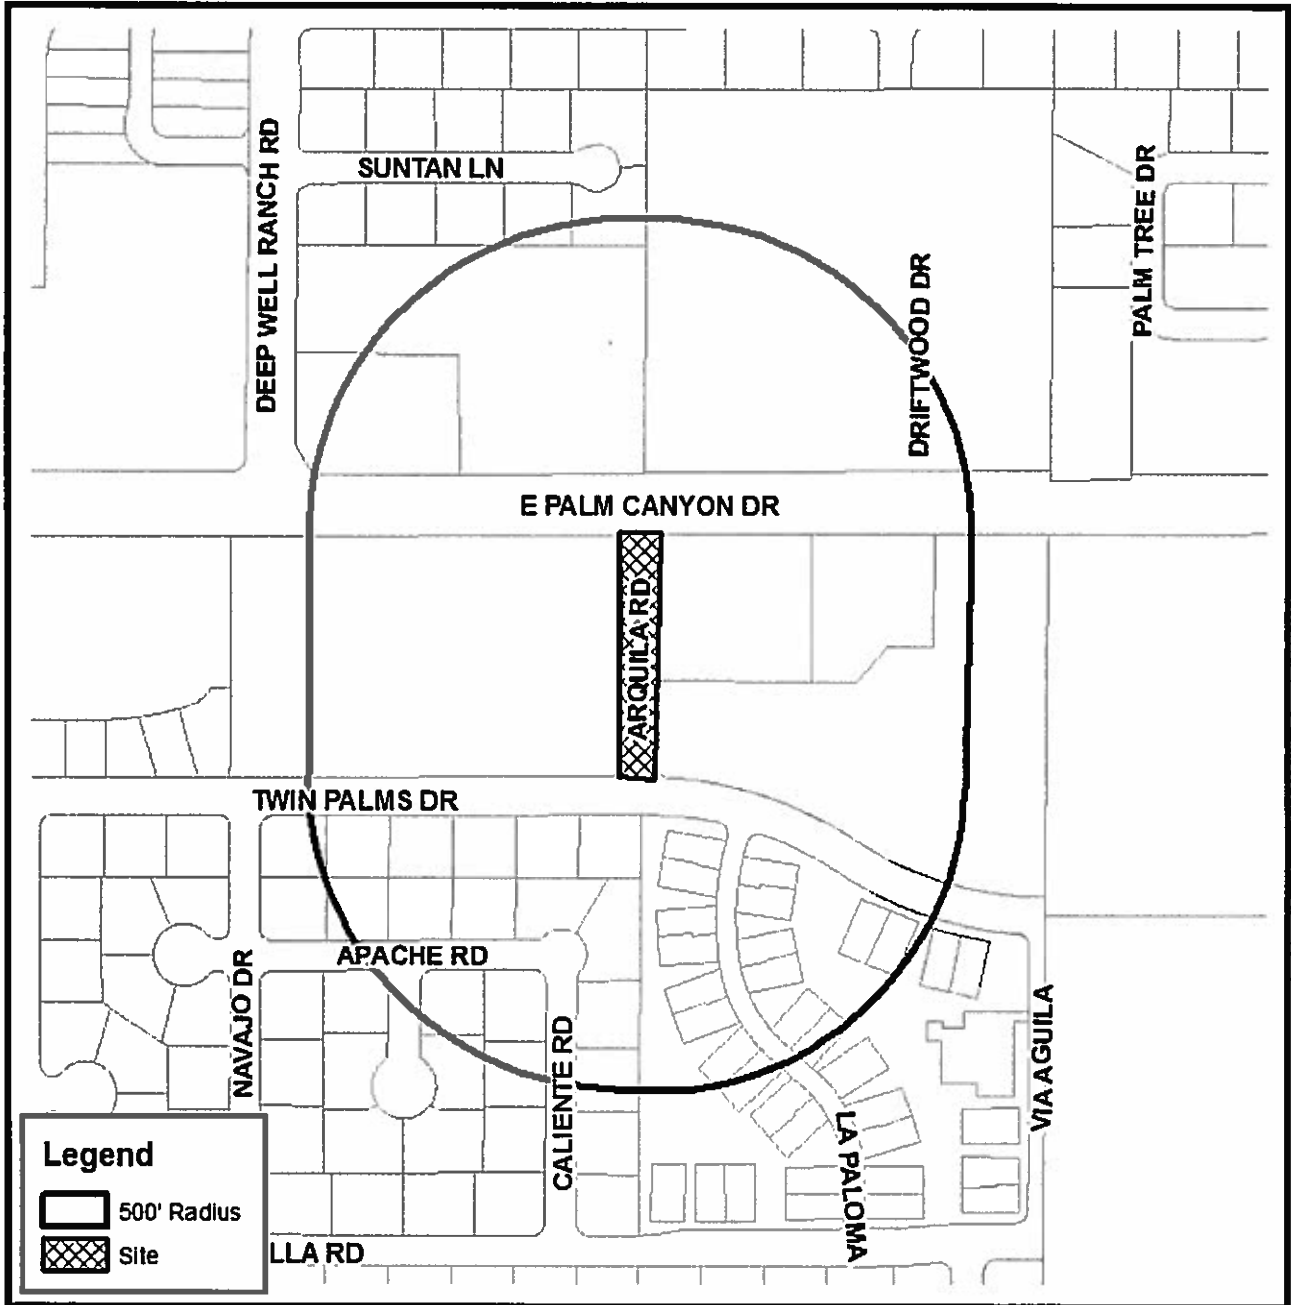 SUNTAN LN
DEEP WELL RANCH RD
PALM TREE DR
DRIFTWOOD DR
E PALM CANYON DR
ARQUILA RD
TWIN PALMS DR
APACHE RD
NAVAJO DR
CALIENTE RD
VIA AGUILA
LA PALOMA
Legend
500' Radius
Site
LLA RD